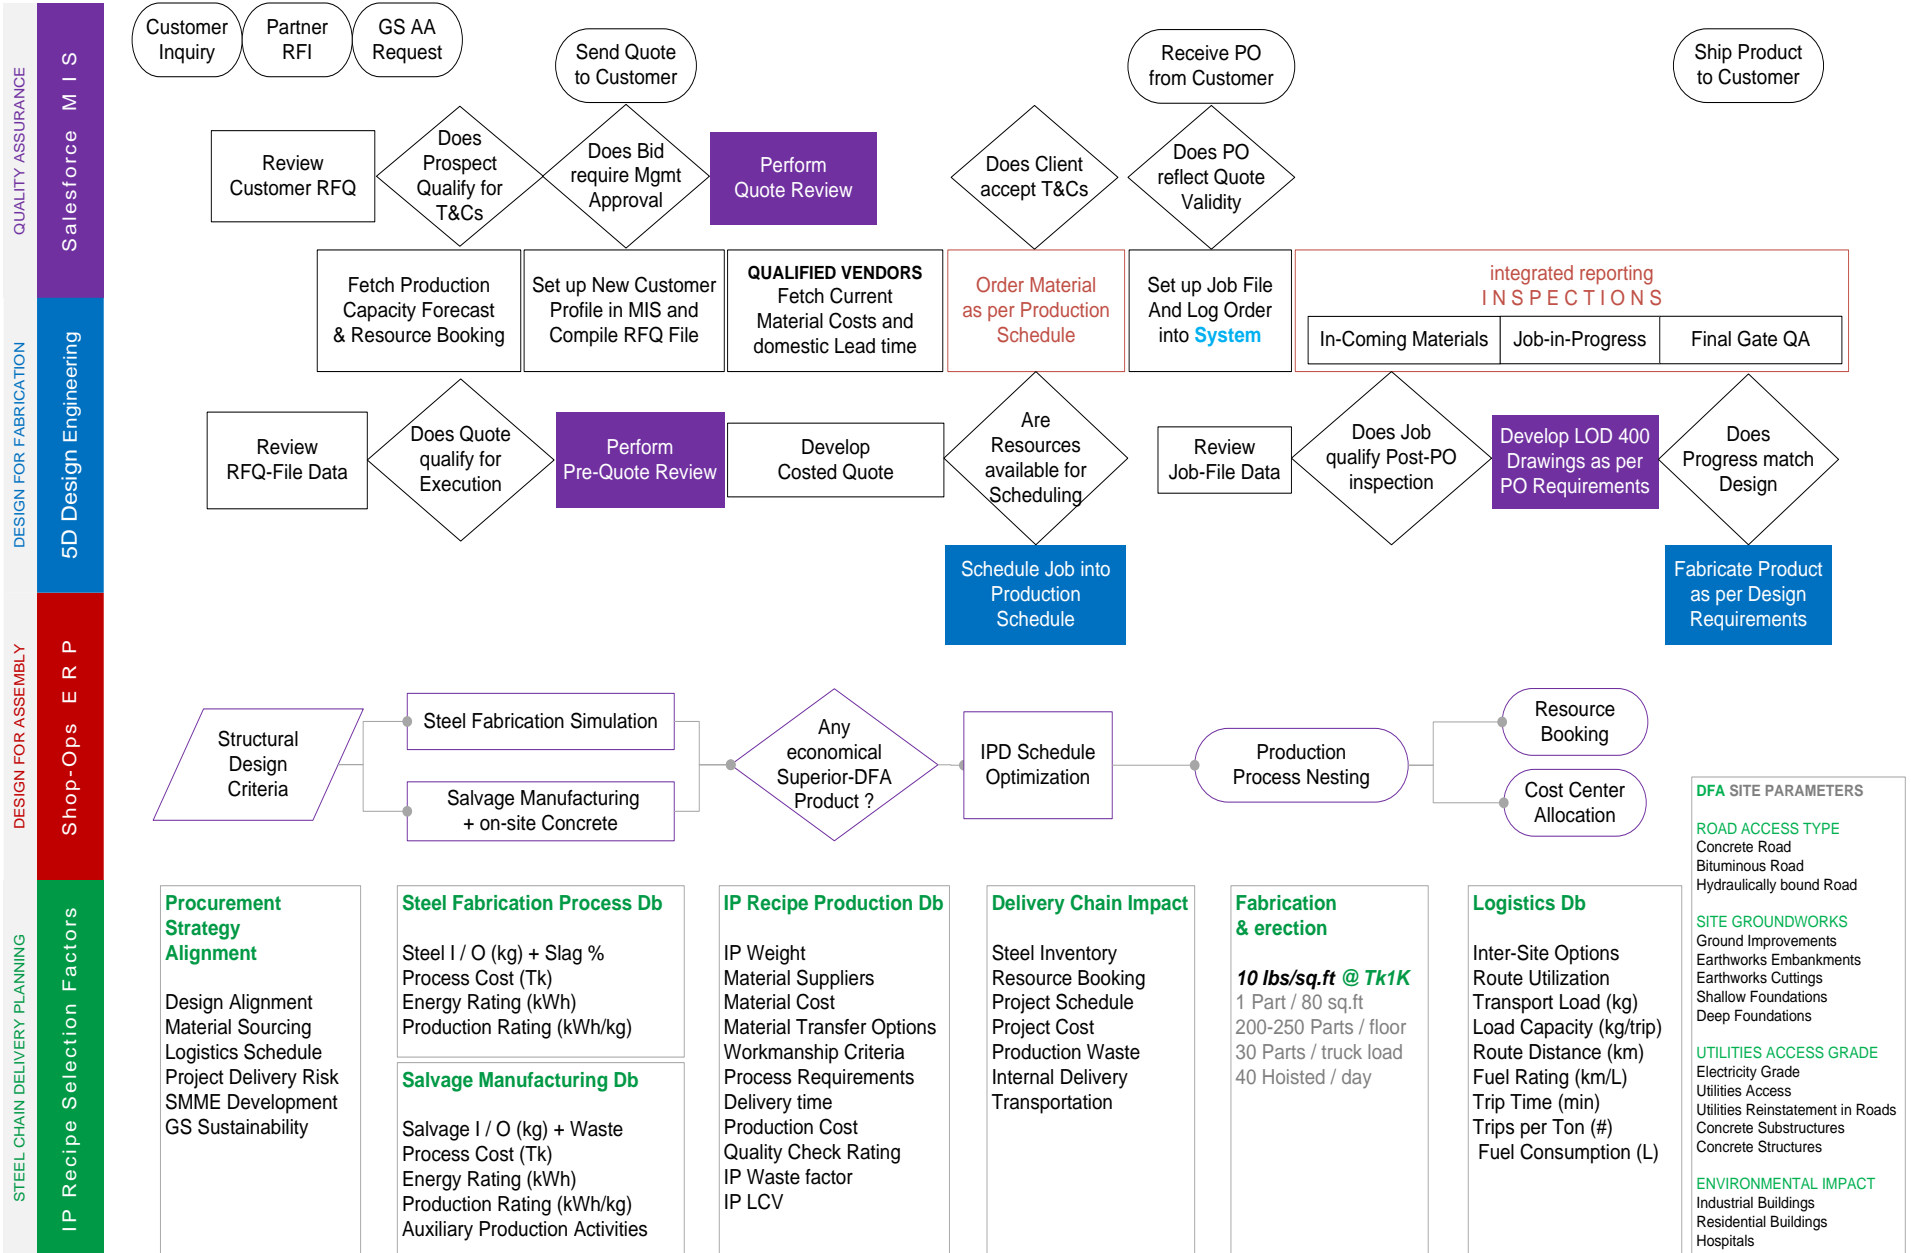 QUALITY ASSURANCE
Salesforce M I S
Customer
Inquiry
Partner
RFI
GS AA
Request
Send Quote
to Customer
Receive PO
from Customer
Ship Product
to Customer
Review
Customer RFQ
Does
Prospect
Qualify for
T&Cs
Does Bid
require Mgmt
Approval
Perform
Quote Review
Does Client
accept T&Cs
Does PO
reflect Quote
Validity
Fetch Production
Capacity Forecast
& Resource Booking
Set up New Customer
Profile in MIS and
Compile RFQ File
QUALIFIED VENDORS
Fetch Current
Material Costs and
domestic Lead time
Order Material
as per Production
Schedule
Set up Job File
And Log Order
into System
integrated reporting
I N S P E C T I O N S
In-Coming Materials
Job-in-Progress
Final Gate QA
DESIGN FOR FABRICATION
5D Design Engineering
Review
RFQ-File Data
Does Quote
qualify for
Execution
Perform
Pre-Quote Review
Develop
Costed Quote
Are
Resources
available for
Scheduling
Review
Job-File Data
Does Job
qualify Post-PO
inspection
Develop LOD 400
Drawings as per
PO Requirements
Does
Progress match
Design
Schedule Job into
Production
Schedule
Fabricate Product
as per Design
Requirements
DESIGN FOR ASSEMBLY
Shop-Ops E R P
Structural
Design
Criteria
Steel Fabrication Simulation
Salvage Manufacturing
+ on-site Concrete
Any
economical
Superior-DFA
Product ?
IPD Schedule
Optimization
Production
Process Nesting
Resource
Booking
Cost Center
Allocation
STEEL CHAIN DELIVERY PLANNING
IP Recipe Selection Factors
Procurement
Strategy
Alignment
Design Alignment
Material Sourcing
Logistics Schedule
Project Delivery Risk
SMME Development
GS Sustainability
Steel Fabrication Process Db
Steel I / O (kg) + Slag %
Process Cost (Tk)
Energy Rating (kWh)
Production Rating (kWh/kg)
Salvage Manufacturing Db
Salvage I / O (kg) + Waste
Process Cost (Tk)
Energy Rating (kWh)
Production Rating (kWh/kg)
Auxiliary Production Activities
IP Recipe Production Db
IP Weight
Material Suppliers
Material Cost
Material Transfer Options
Workmanship Criteria
Process Requirements
Delivery time
Production Cost
Quality Check Rating
IP Waste factor
IP LCV
Delivery Chain Impact
Steel Inventory
Resource Booking
Project Schedule
Project Cost
Production Waste
Internal Delivery
Transportation
Fabrication
& erection
10 lbs/sq.ft @ Tk1K
1 Part / 80 sq.ft
200-250 Parts / floor
30 Parts / truck load
40 Hoisted / day
Logistics Db
Inter-Site Options
Route Utilization
Transport Load (kg)
Load Capacity (kg/trip)
Route Distance (km)
Fuel Rating (km/L)
Trip Time (min)
Trips per Ton (#)
Fuel Consumption (L)
DFA SITE PARAMETERS
ROAD ACCESS TYPE
Concrete Road
Bituminous Road
Hydraulically bound Road
SITE GROUNDWORKS
Ground Improvements
Earthworks Embankments
Earthworks Cuttings
Shallow Foundations
Deep Foundations
UTILITIES ACCESS GRADE
Electricity Grade
Utilities Access
Utilities Reinstatement in Roads
Concrete Substructures
Concrete Structures
ENVIRONMENTAL IMPACT
Industrial Buildings
Residential Buildings
Hospitals